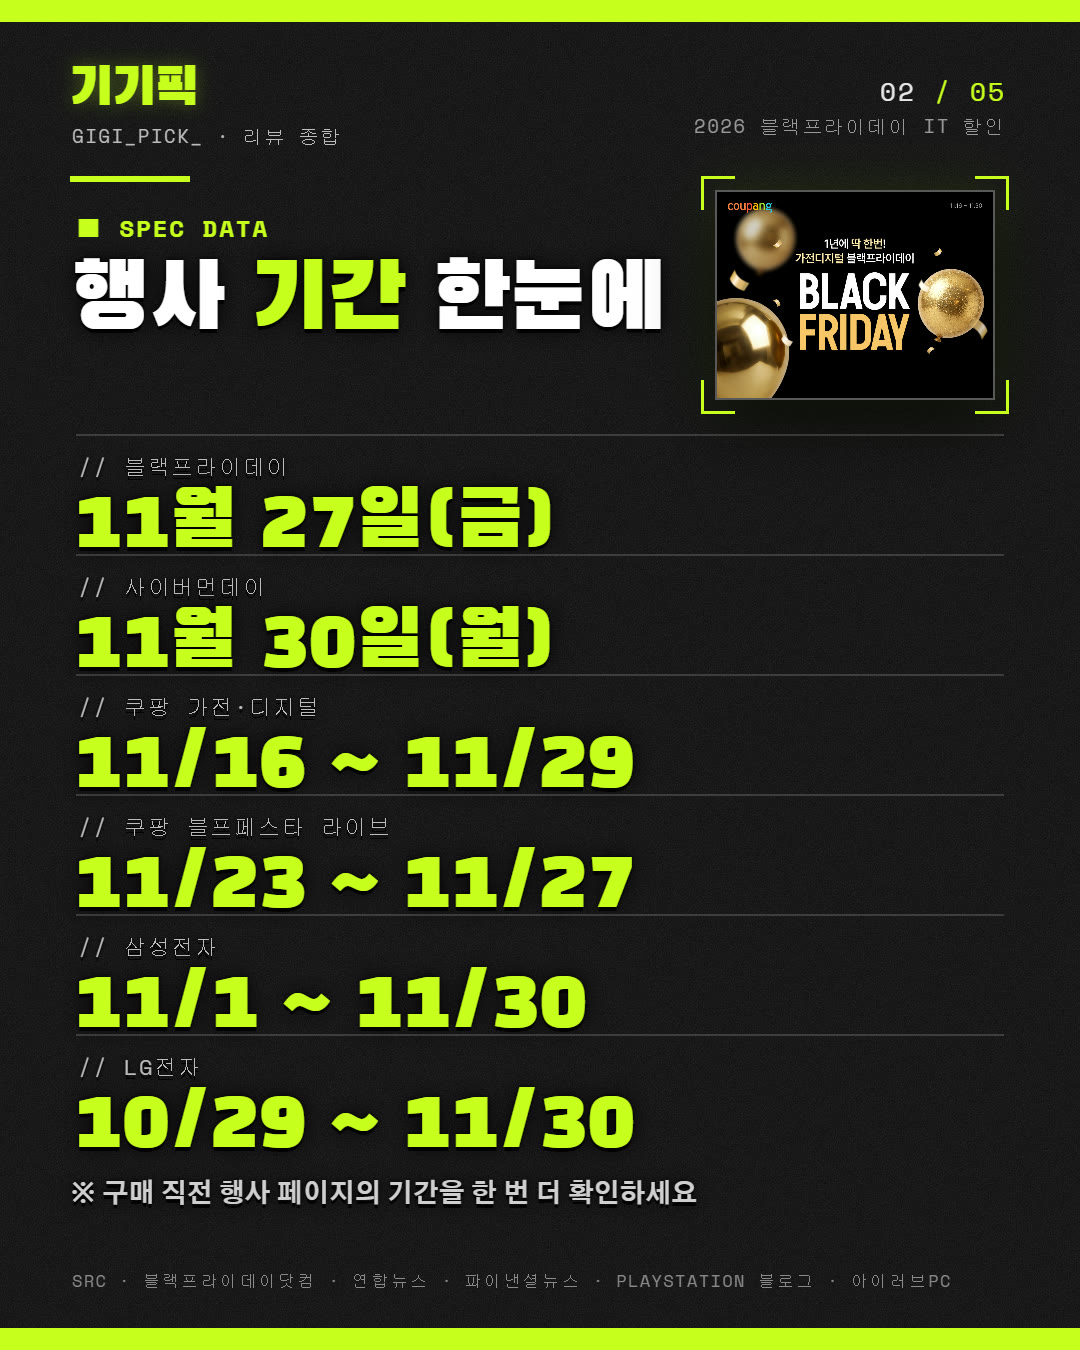 기기픽
GIGI_PICK_ · 리뷰 종합
02 / 05
2026 블랙프라이데이 IT 할인
■ SPEC DATA
행사 기간 한눈에
coupang
11.16 - 11.30
1년에 딱 한번!
가전디지털 블랙프라이데이
BLACK
FRIDAY
// 블랙프라이데이
11월 27일(금)
// 사이버먼데이
11월 30일(월)
// 쿠팡 가전·디지털
11/16 ~ 11/29
// 쿠팡 블프페스타 라이브
11/23 ~ 11/27
// 삼성전자
11/1 ~ 11/30
// LG전자
10/29 ~ 11/30
※ 구매 직전 행사 페이지의 기간을 한 번 더 확인하세요
SRC · 블랙프라이데이닷컴 · 연합뉴스 · 파이낸셜뉴스 · PLAYSTATION 블로그 · 아이러브PC